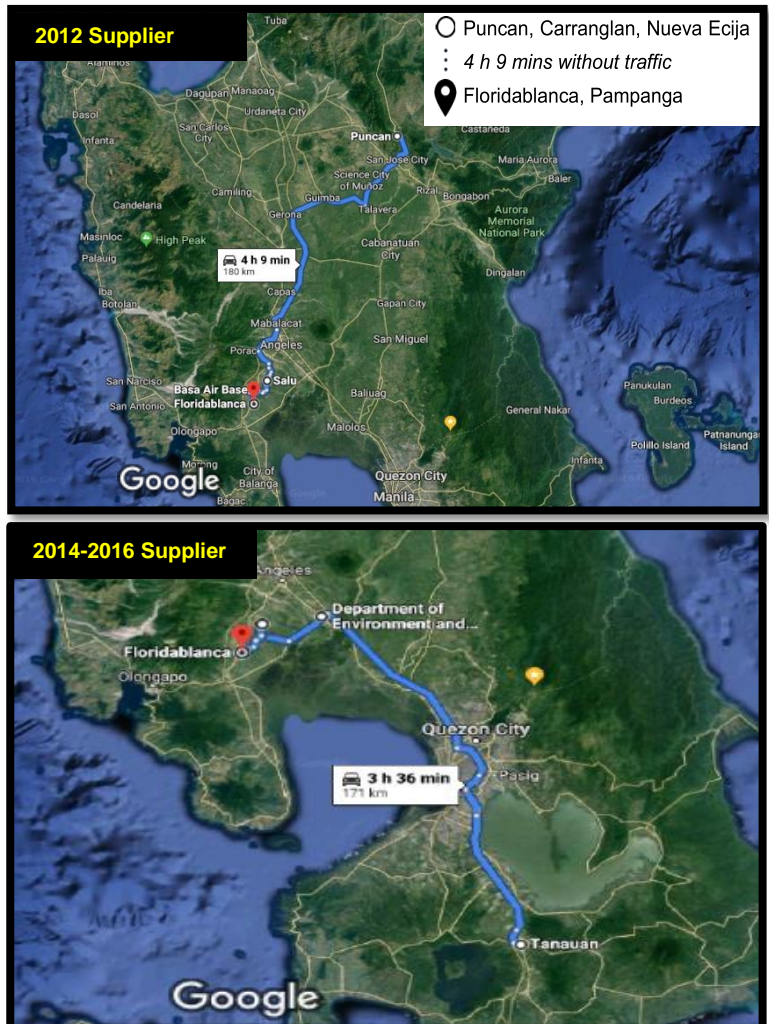 2012 Supplier
Puncan, Carranglan, Nueva Ecija
4 h 9 mins without traffic
Floridablanca, Pampanga
Tuba
Alaminos
Dagupan
Manaoag
Urdaneta City
Dasol
San Carlos
City
Infanta
Puncan
Castañeda
San Jose City
Maria Aurora
Science City
of Muñoz
Baler
Camiling
Guimba
Rizal
Bongabon
Candelaria
Gerona
Talavera
Aurora
Memorial
National Park
Masinloc
High Peak
Cabanatuan
City
Palauig
4 h 9 min
180 km
Dingalan
Iba
Botolan
Capas
Gapan City
Mabalacat
Angeles
San Miguel
Porac
San Narciso
Salu
Basa Air Base,
Floridablanca
San Antonio
Baliuag
Panukulan
Burdeos
General Nakar
Olongapo
Malolos
Patnanungan
Island
Polillo Island
Morong
City of
Balanga
Infanta
Google
Quezon City
Manila
Bagac
2014-2016 Supplier
Angeles
Department of
Environment and...
Floridablanca
Olongapo
Quezon City
3 h 36 min
171 km
Pasig
Tanauan
Google